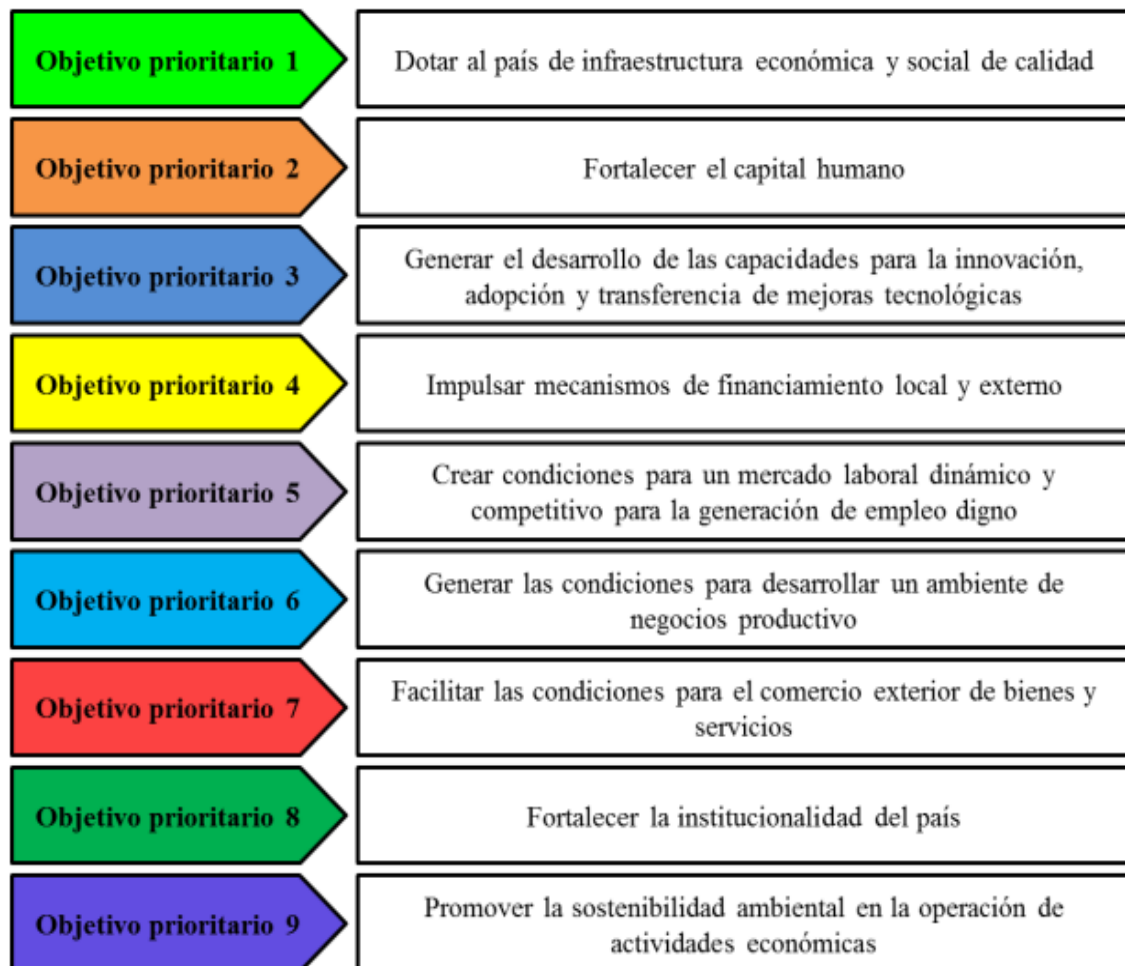 Objetivo prioritario 1
Dotar al país de infraestructura económica y social de calidad
Objetivo prioritario 2
Fortalecer el capital humano
Objetivo prioritario 3
Generar el desarrollo de las capacidades para la innovación,
adopción y transferencia de mejoras tecnológicas
Objetivo prioritario 4
Impulsar mecanismos de financiamiento local y externo
Objetivo prioritario 5
Crear condiciones para un mercado laboral dinámico y
competitivo para la generación de empleo digno
Objetivo prioritario 6
Generar las condiciones para desarrollar un ambiente de
negocios productivo
Objetivo prioritario 7
Facilitar las condiciones para el comercio exterior de bienes y
servicios
Objetivo prioritario 8
Fortalecer la institucionalidad del país
Objetivo prioritario 9
Promover la sostenibilidad ambiental en la operación de
actividades económicas